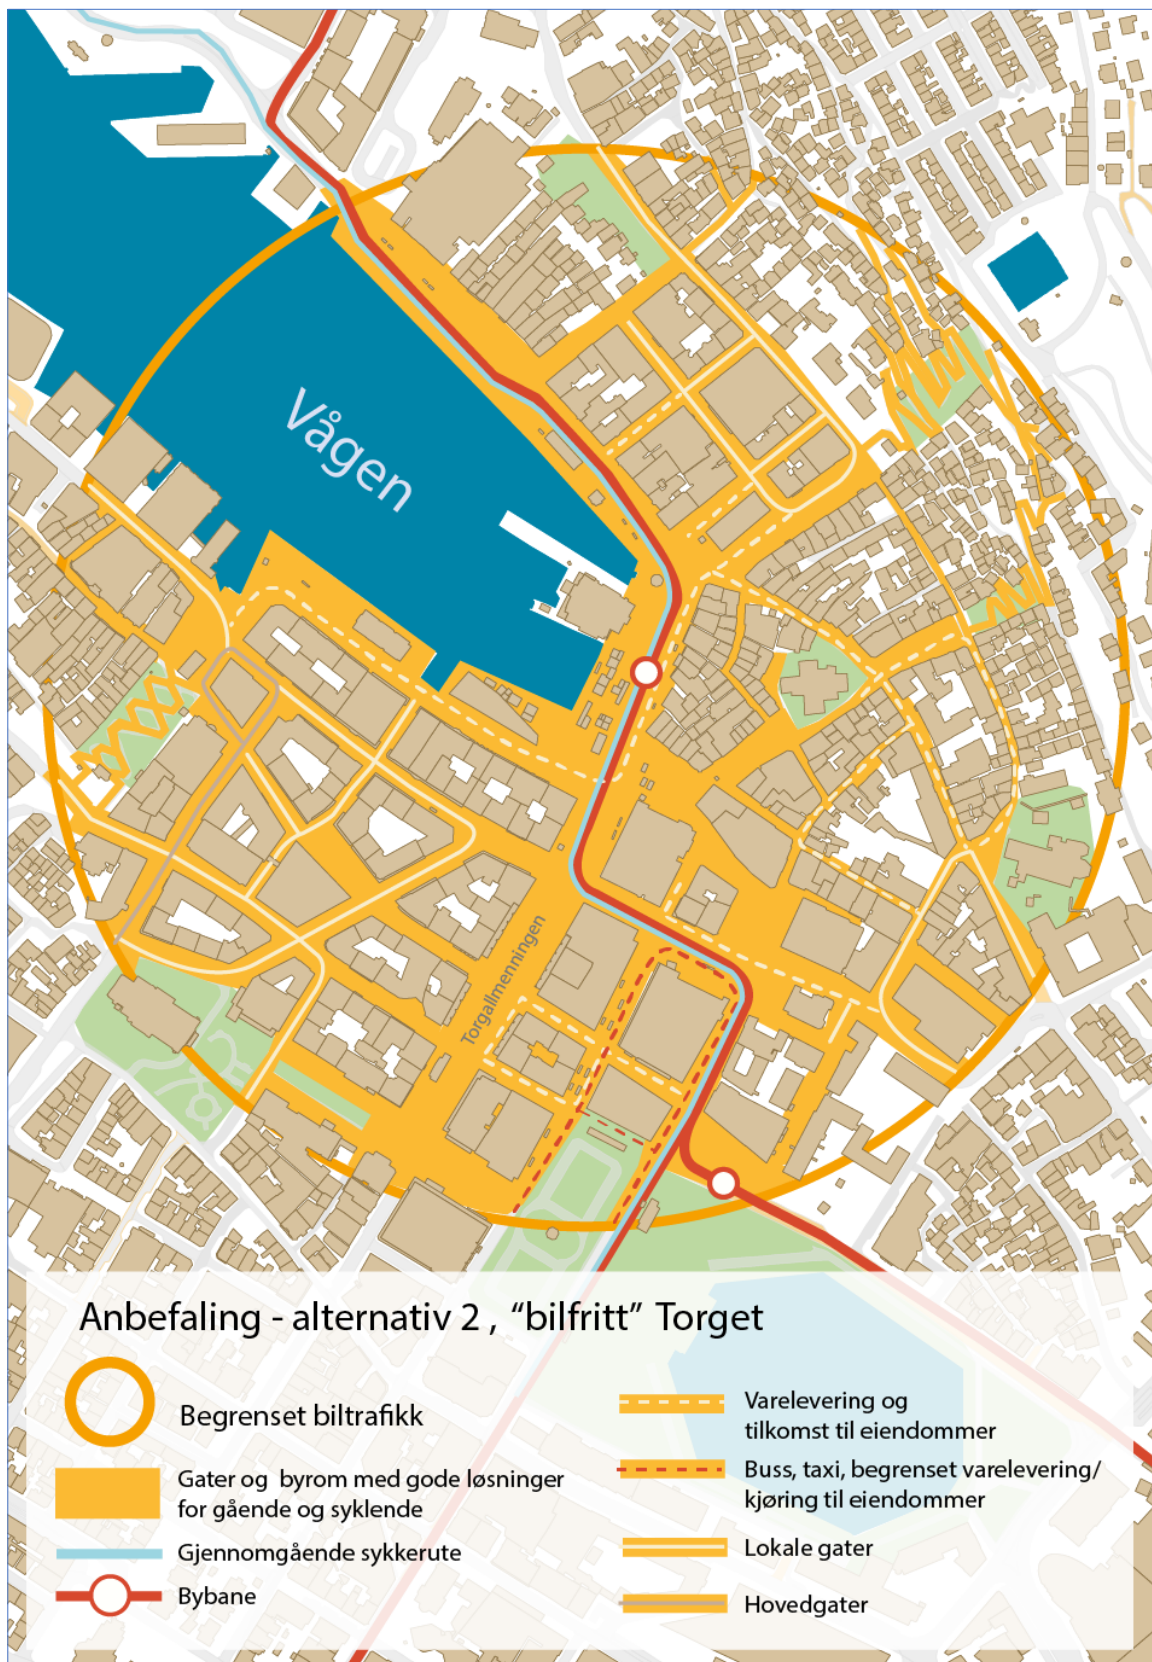 Vågen
Torgallmenningen
Anbefaling - alternativ 2 , “bilfritt” Torget
Begrenset biltrafikk
Gater og byrom med gode løsninger
for gående og syklende
Gjennomgående sykkerute
Bybane
Varelevering og
tilkomst til eiendommer
Buss, taxi, begrenset varelevering/
kjøring til eiendommer
Lokale gater
Hovedgater